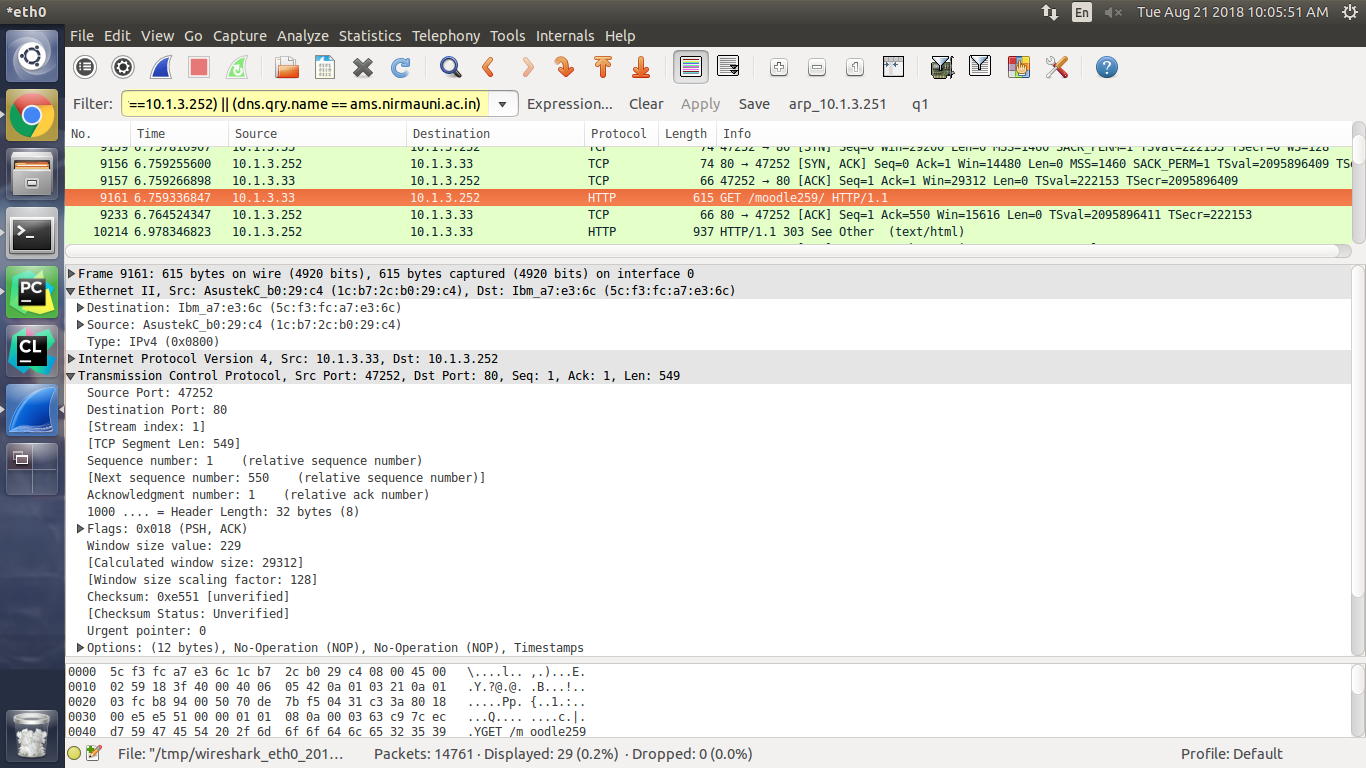 *eth0 En Tue Aug 21 2018 10:05:51 AM
File Edit View Go Capture Analyze Statistics Telephony Tools Internals Help
Filter: ==10.1.3.252) || (dns.qry.name == ams.nirmauni.ac.in) Expression... Clear Apply Save arp_10.1.3.251 q1
No. Time Source Destination Protocol Length Info
6.757816967 10.1.3.33 10.1.3.252 TCP 74 47252 → 80 [SYN] Seq=0 Win=29200 Len=0 MSS=1460 SACK_PERM=1 TSval=222153 TSecr=0 WS=128
9156 6.759255600 10.1.3.252 10.1.3.33 TCP 74 80 → 47252 [SYN, ACK] Seq=0 Ack=1 Win=14480 Len=0 MSS=1460 SACK_PERM=1 TSval=2095896409 TSe
9157 6.759266898 10.1.3.33 10.1.3.252 TCP 66 47252 → 80 [ACK] Seq=1 Ack=1 Win=29312 Len=0 TSval=222153 TSecr=2095896409
9161 6.759336847 10.1.3.33 10.1.3.252 HTTP 615 GET /moodle259/ HTTP/1.1
9233 6.764524347 10.1.3.252 10.1.3.33 TCP 66 80 → 47252 [ACK] Seq=1 Ack=550 Win=15616 Len=0 TSval=2095896411 TSecr=222153
10214 6.978346823 10.1.3.252 10.1.3.33 HTTP 937 HTTP/1.1 303 See Other (text/html)
Frame 9161: 615 bytes on wire (4920 bits), 615 bytes captured (4920 bits) on interface 0
Ethernet II, Src: AsustekC_b0:29:c4 (1c:b7:2c:b0:29:c4), Dst: Ibm_a7:e3:6c (5c:f3:fc:a7:e3:6c)
Destination: Ibm_a7:e3:6c (5c:f3:fc:a7:e3:6c)
Source: AsustekC_b0:29:c4 (1c:b7:2c:b0:29:c4)
Type: IPv4 (0x0800)
Internet Protocol Version 4, Src: 10.1.3.33, Dst: 10.1.3.252
Transmission Control Protocol, Src Port: 47252, Dst Port: 80, Seq: 1, Ack: 1, Len: 549
Source Port: 47252
Destination Port: 80
[Stream index: 1]
[TCP Segment Len: 549]
Sequence number: 1 (relative sequence number)
[Next sequence number: 550 (relative sequence number)]
Acknowledgment number: 1 (relative ack number)
1000 .... = Header Length: 32 bytes (8)
Flags: 0x018 (PSH, ACK)
Window size value: 229
[Calculated window size: 29312]
[Window size scaling factor: 128]
Checksum: 0xe551 [unverified]
[Checksum Status: Unverified]
Urgent pointer: 0
Options: (12 bytes), No-Operation (NOP), No-Operation (NOP), Timestamps
0000 5c f3 fc a7 e3 6c 1c b7 2c b0 29 c4 08 00 45 00 \....l.. ,.)...E.
0010 02 59 18 3f 40 00 40 06 05 42 0a 01 03 21 0a 01 .Y.?@.@. .B...!..
0020 03 fc b8 94 00 50 70 de 7b f5 04 31 c3 3a 80 18 .....Pp. {..1.:..
0030 00 e5 e5 51 00 00 01 01 08 0a 00 03 63 c9 7c ec ...Q.... ....c.|.
0040 d7 59 47 45 54 20 2f 6d 6f 6f 64 6c 65 32 35 39 .YGET /m oodle259
File: "/tmp/wireshark_eth0_201... Packets: 14761 · Displayed: 29 (0.2%) · Dropped: 0 (0.0%) Profile: Default
PC
CL